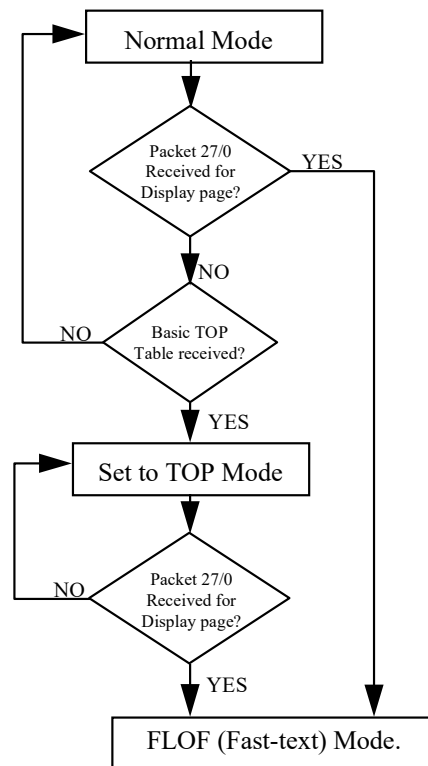 Normal Mode
Packet 27/0
Received for
Display page?
YES
NO
NO
Basic TOP
Table received?
YES
Set to TOP Mode
NO
Packet 27/0
Received for
Display page?
YES
FLOF (Fast-text) Mode.